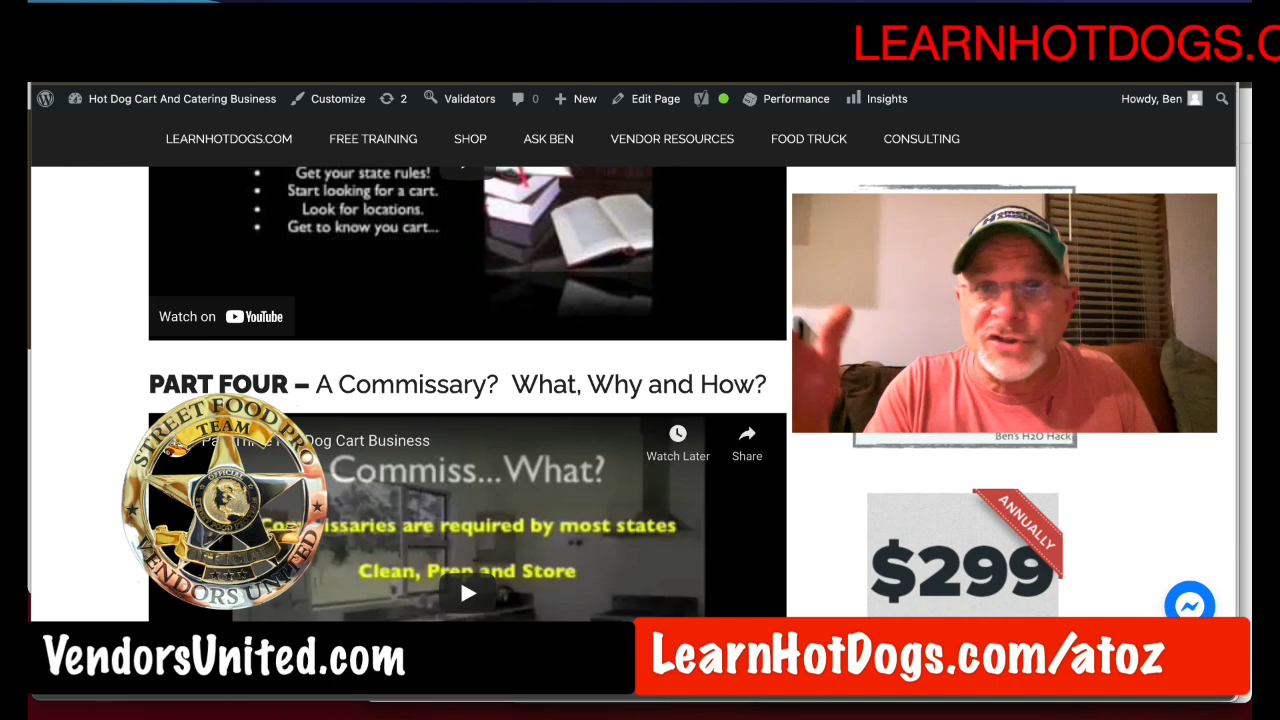 LEARNHOTDOGS.C
Hot Dog Cart And Catering Business Customize 2 Validators 0 New Edit Page Performance Insights Howdy, Ben
LEARNHOTDOGS.COM FREE TRAINING SHOP ASK BEN VENDOR RESOURCES FOOD TRUCK CONSULTING
Get your state rules!
Start looking for a cart.
Look for locations.
Get to know you cart...
Watch on YouTube
PART FOUR – A Commissary? What, Why and How?
Dog Cart Business
Watch Later Share
Commiss...What?
are required by most states
Clean, Prep and Store
STREET FOOD PRO
TEAM
OFFICIAL
VENDORS UNITED
Ben's H2O Hack
ANNUALLY
$299
VendorsUnited.com
LearnHotDogs.com/atoz